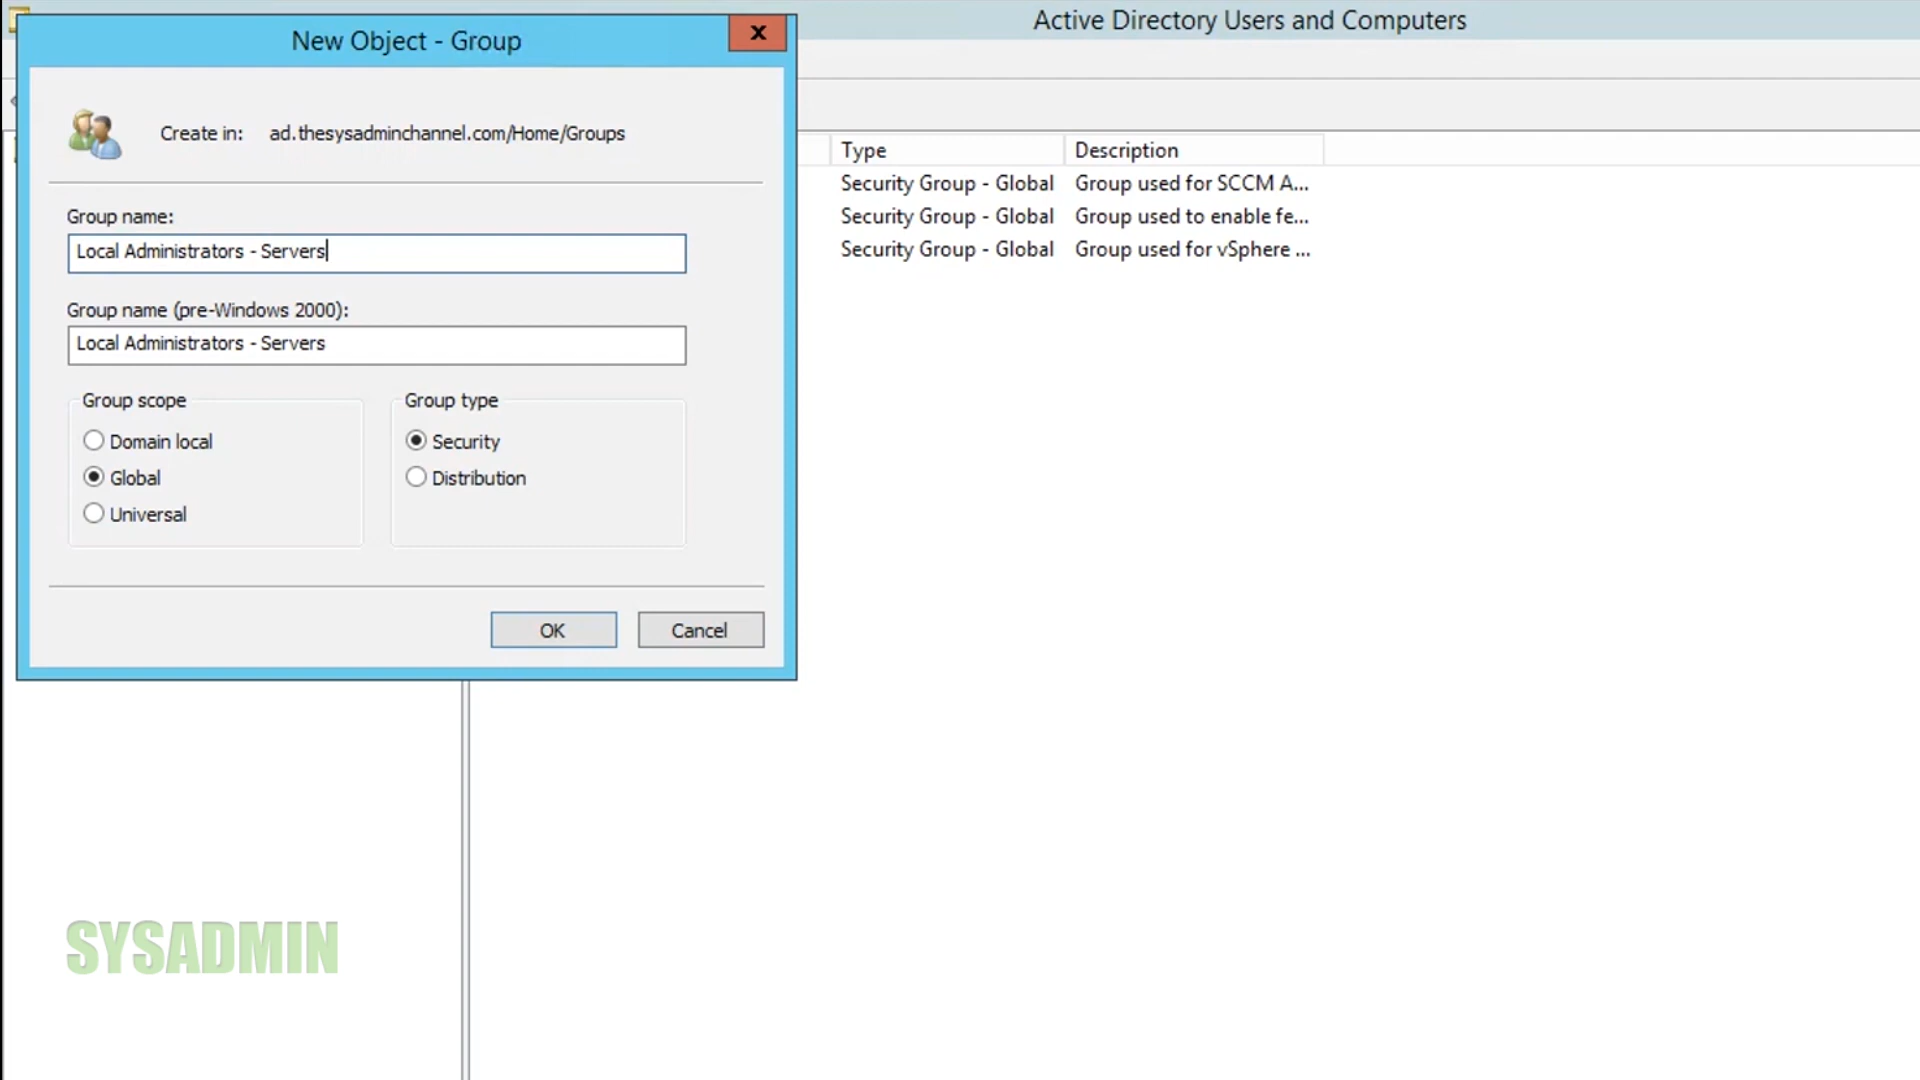 Active Directory Users and Computers
New Object - Group
x
Create in: ad.thesysadminchannel.com/Home/Groups
Group name:
Local Administrators - Servers
Group name (pre-Windows 2000):
Local Administrators - Servers
Group scope
Domain local
Global
Universal
Group type
Security
Distribution
OK Cancel
Type Description
Security Group - Global Group used for SCCM A...
Security Group - Global Group used to enable fe...
Security Group - Global Group used for vSphere ...
SYSADMIN